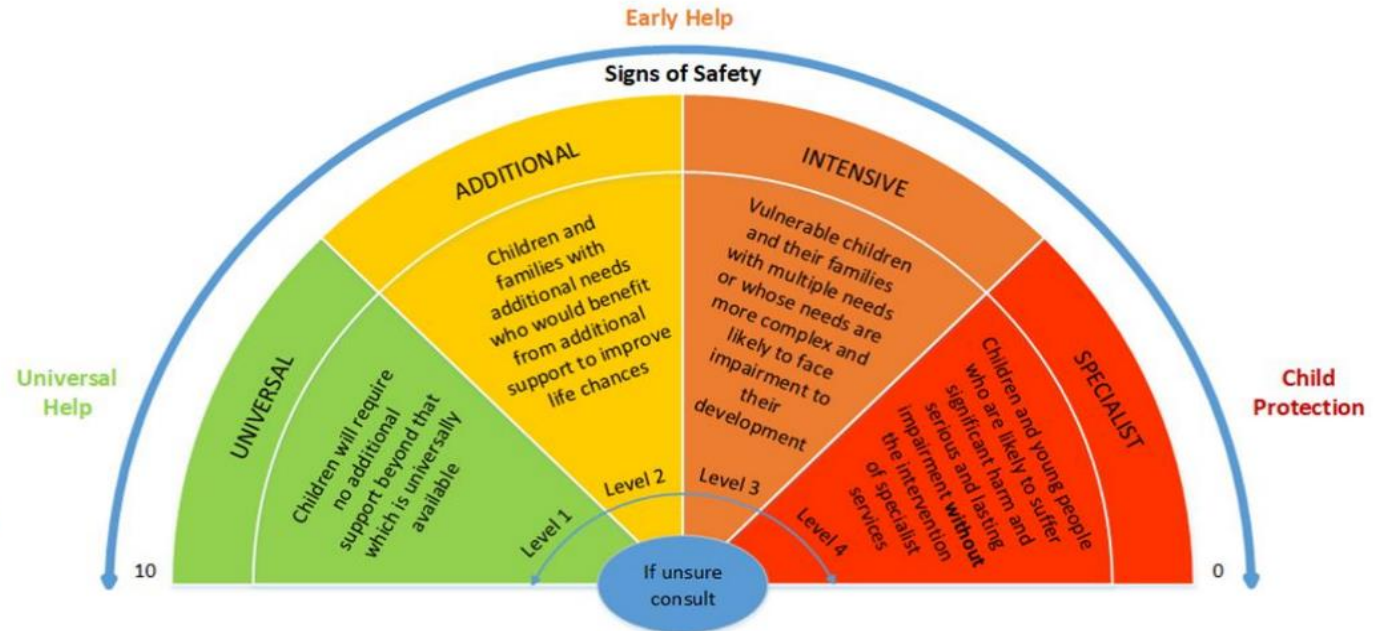 Early Help
Signs of Safety
Universal
Help
Child
Protection
10
0
UNIVERSAL
Children will require
no additional
support beyond that
which is universally
available
Level 1
ADDITIONAL
Children and
families with
additional needs
who would benefit
from additional
support to improve
life chances
Level 2
INTENSIVE
Vulnerable children
and their families
with multiple needs
or whose needs are
more complex and
likely to face
impairment to
their
development
Level 3
SPECIALIST
Children and young people
who are likely to suffer
significant harm and
serious and lasting
impairment without
the intervention
of specialist
services
Level 4
If unsure
consult